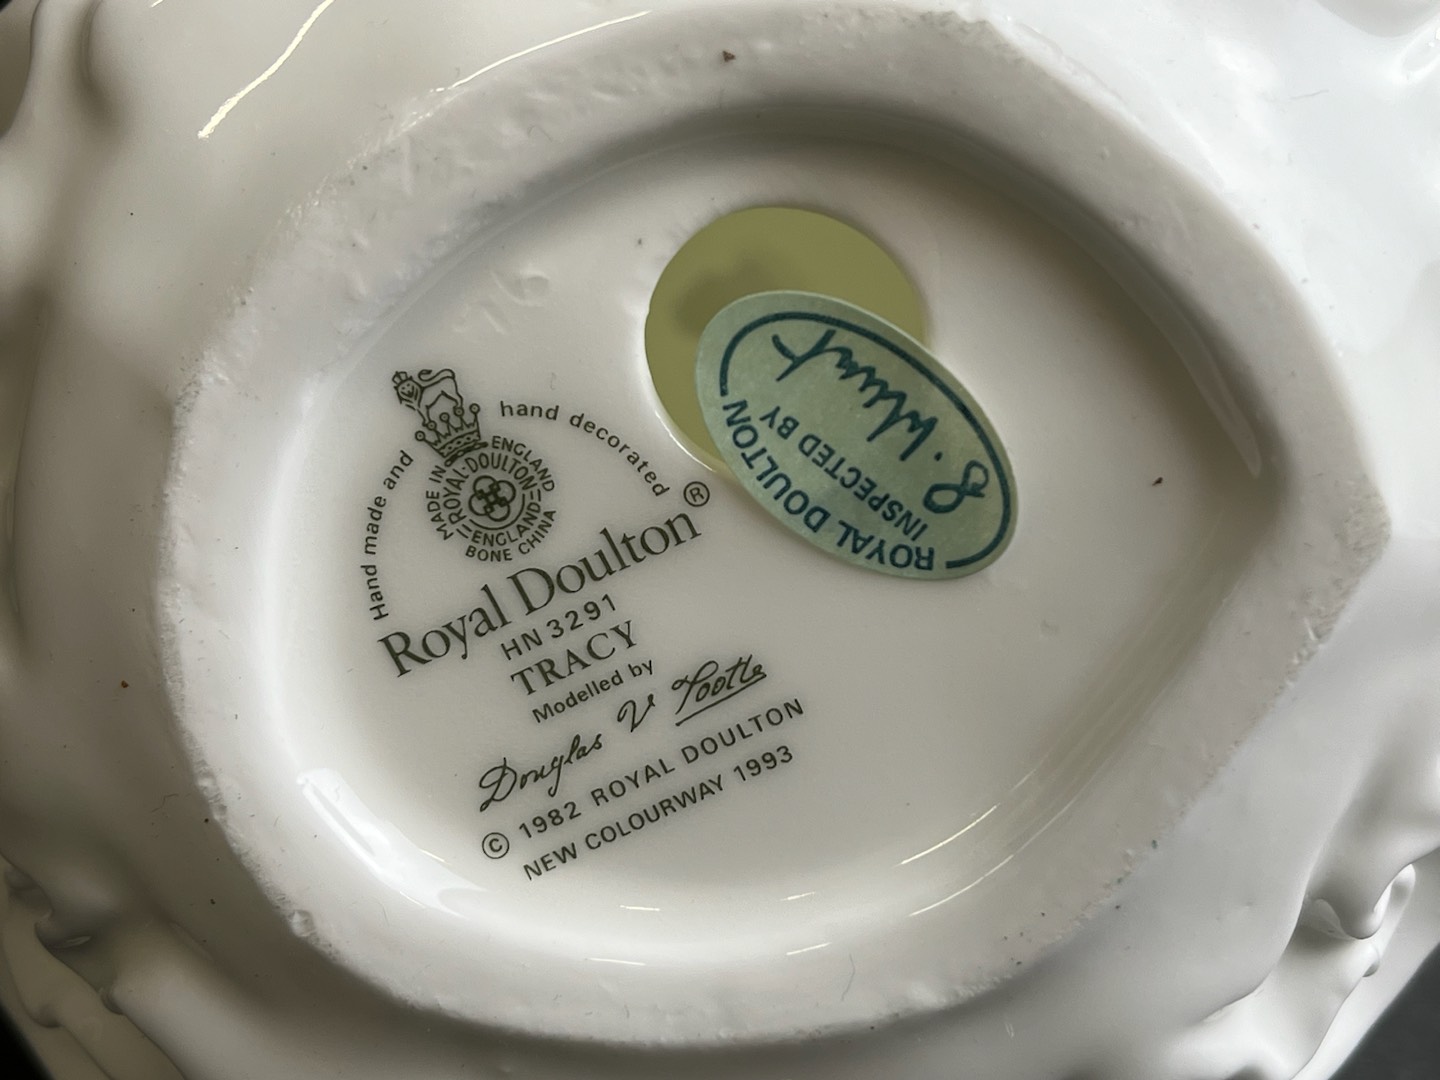 Hand made and hand decorated
MADE IN ENGLAND
ROYAL-DOULTON
ENGLAND
BONE CHINA
Royal Doulton®
HN 3291
TRACY
Modelled by
Douglas V Tootle
© 1982 ROYAL DOULTON
NEW COLOURWAY 1993
ROYAL DOULTON
INSPECTED BY